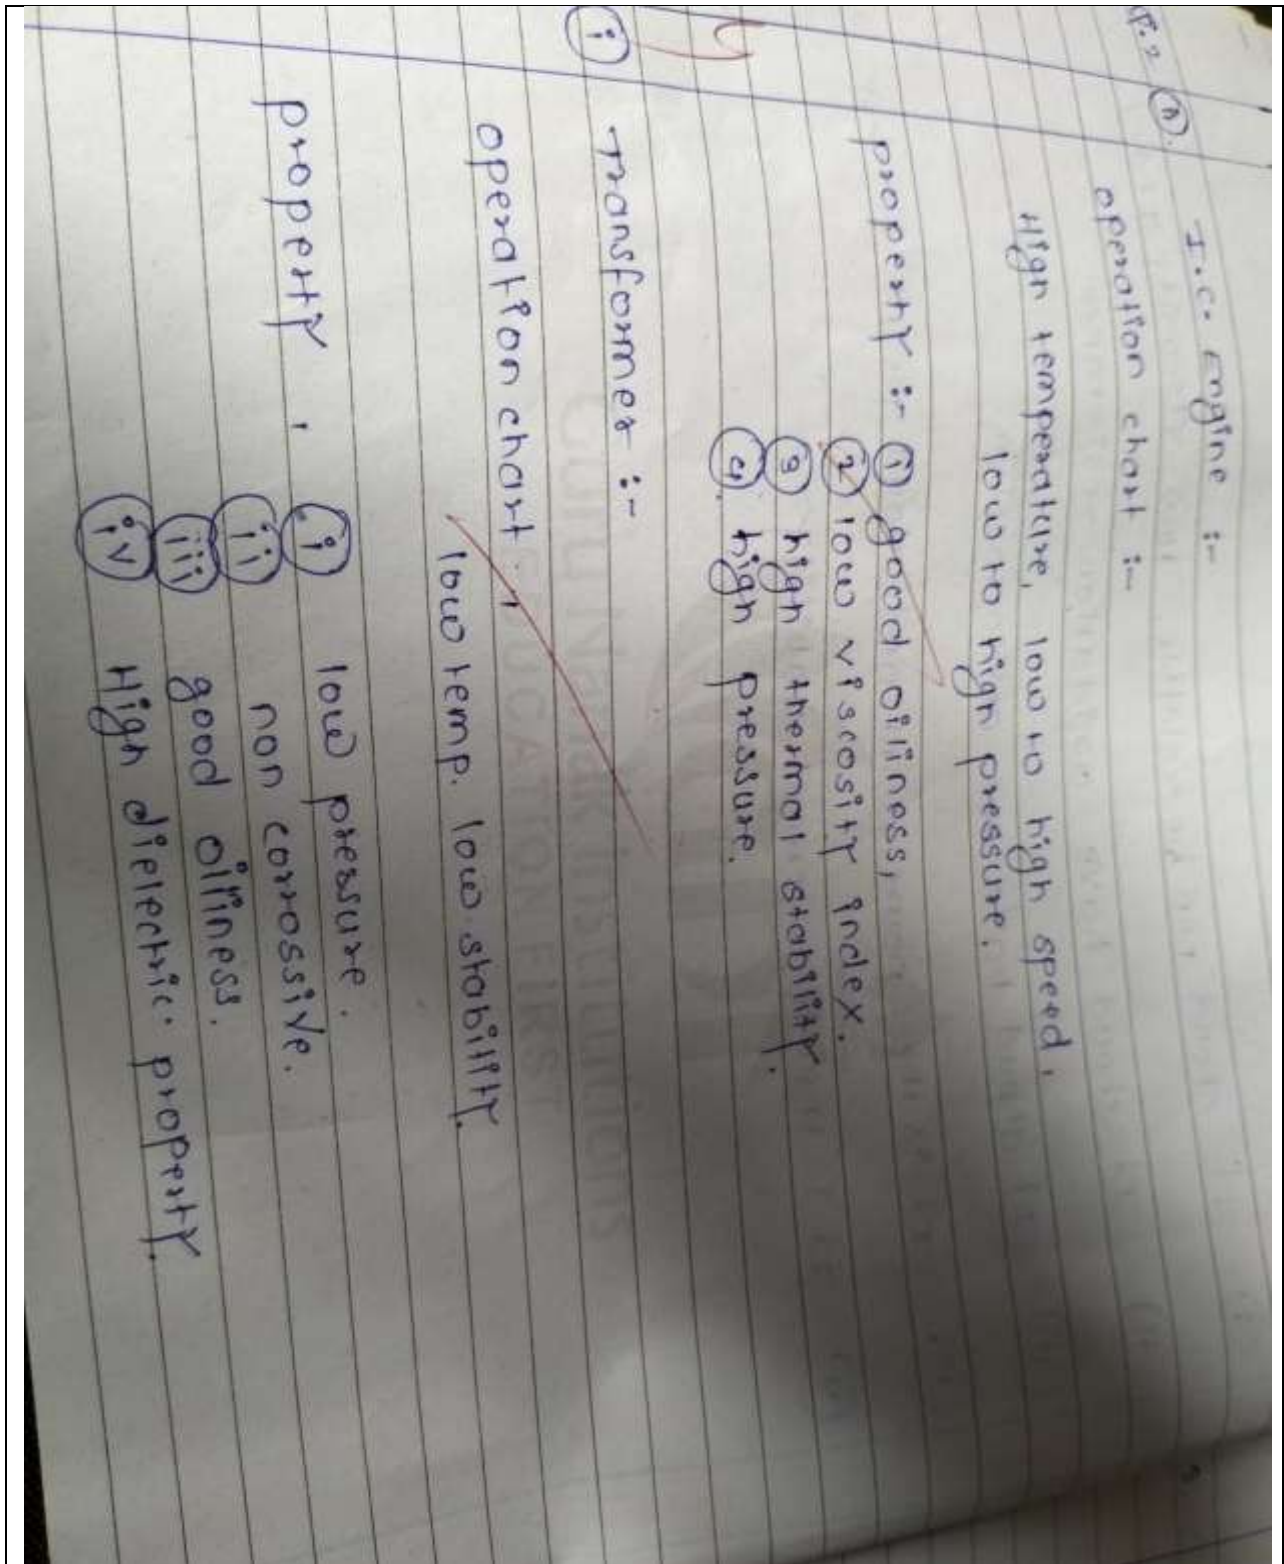 I.C. Engine :-
operation chart :-
High temperature, low to high speed,
low to high pressure.
property :- ① good oiliness,
② low viscosity index.
③ high thermal stability.
④ high pressure.
i Transformer :-
operation chart :-
low temp. low stability.
property , i low pressure.
ii non corrossive.
iii good oiliness.
iv High dielectric. property.